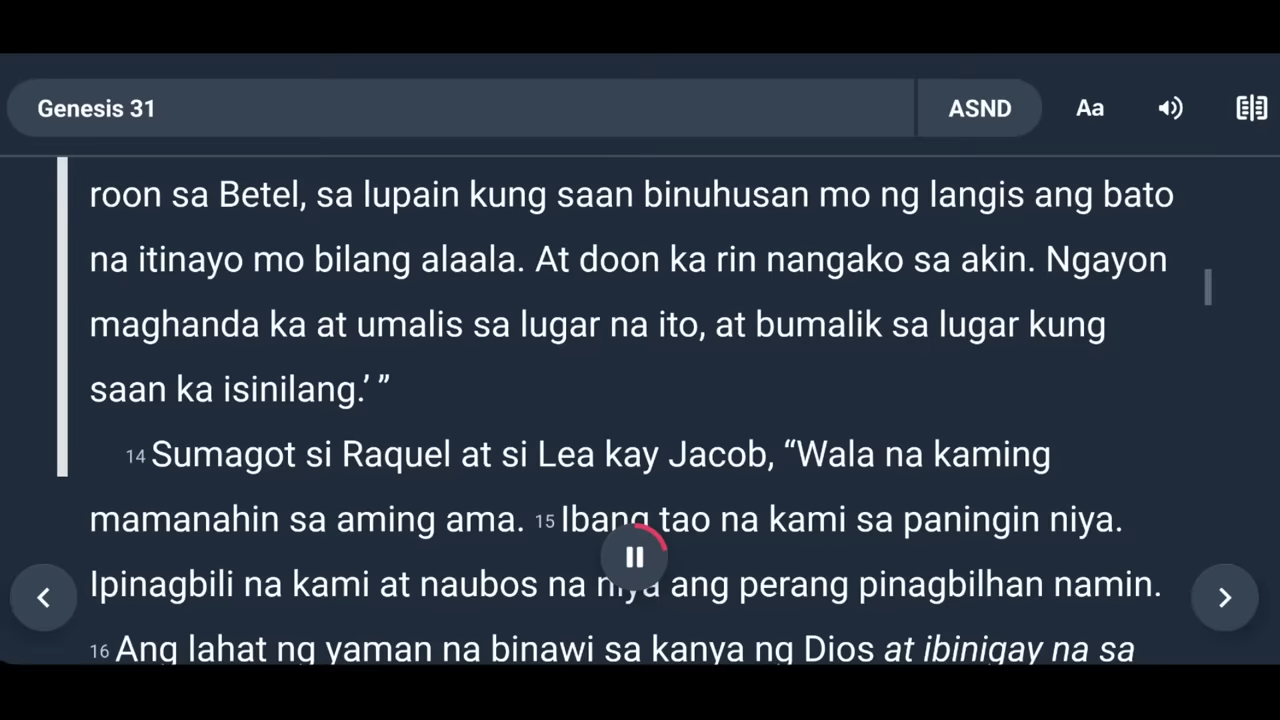 Genesis 31
ASND
Aa
roon sa Betel, sa lupain kung saan binuhusan mo ng langis ang bato
na itinayo mo bilang alaala. At doon ka rin nangako sa akin. Ngayon
maghanda ka at umalis sa lugar na ito, at bumalik sa lugar kung
saan ka isinilang.’ ”
14 Sumagot si Raquel at si Lea kay Jacob, “Wala na kaming
mamanahin sa aming ama. 15 Ibang tao na kami sa paningin niya.
Ipinagbili na kami at naubos na niya ang perang pinagbilhan namin.
16 Ang lahat ng yaman na binawi sa kanya ng Dios at ibinigay na sa